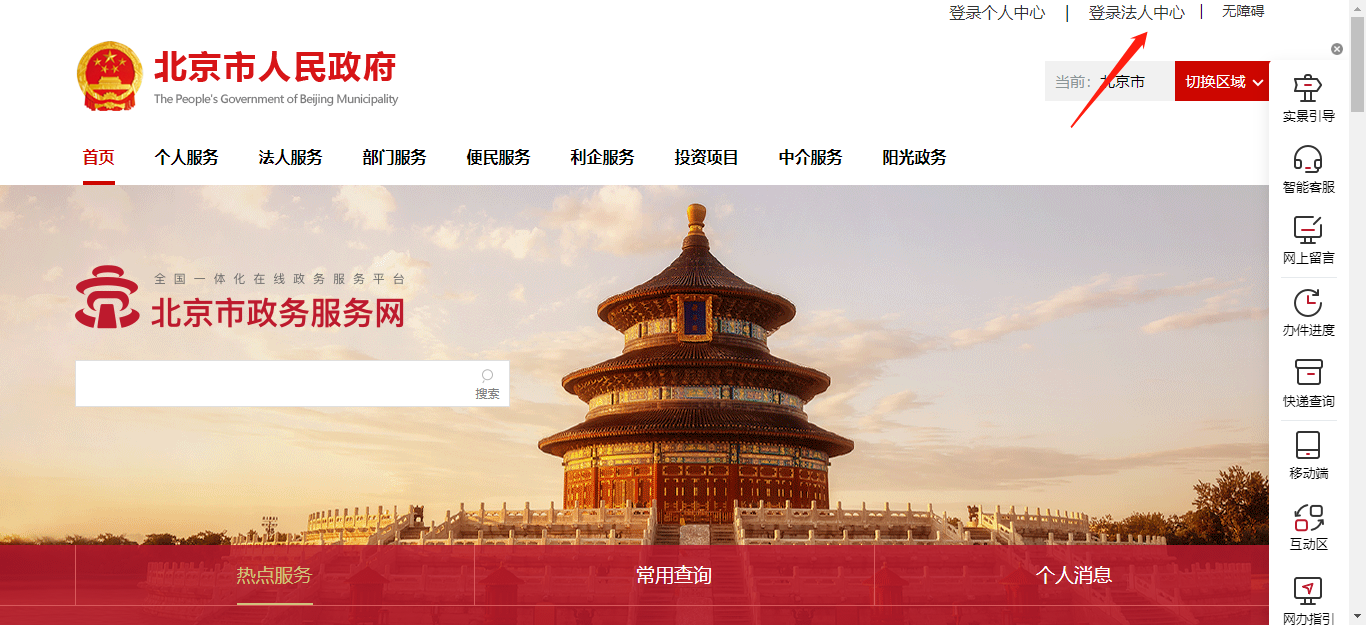 登录个人中心 | 登录法人中心 | 无障碍
北京市人民政府
The People's Government of Beijing Municipality
当前: 北京市 切换区域
首页 个人服务 法人服务 部门服务 便民服务 利企服务 投资项目 中介服务 阳光政务
全国一体化在线政务服务平台
北京市政务服务网
搜索
热点服务 常用查询 个人消息
实景引导
智能客服
网上留言
办件进度
快递查询
移动端
互动区
网办指引